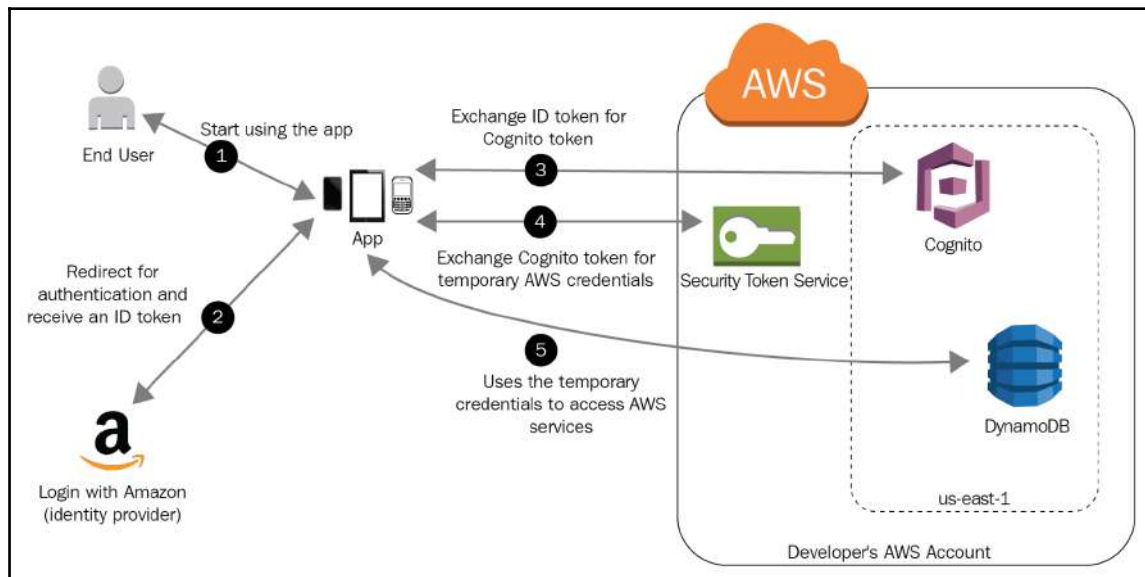 AWS
End User
Start using the app
1
Exchange ID token for
Cognito token
3
Cognito
App
4
Exchange Cognito token for
temporary AWS credentials
Security Token Service
Redirect for
authentication and
receive an ID token
2
5
Uses the temporary
credentials to access AWS
services
DynamoDB
a
Login with Amazon
(identity provider)
us-east-1
Developer's AWS Account